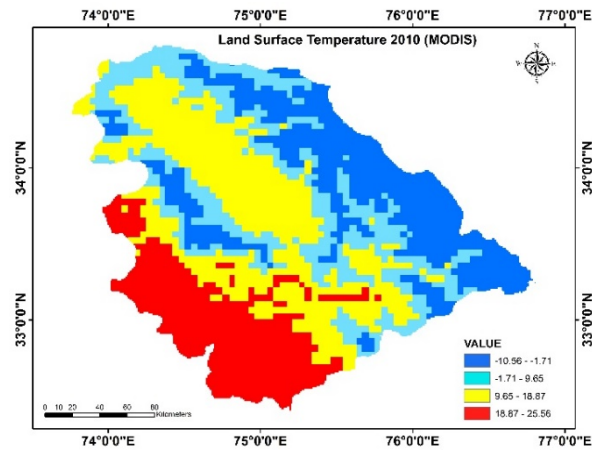 74°0'0"E 75°0'0"E 76°0'0"E 77°0'0"E
Land Surface Temperature 2010 (MODIS)
N
W E
S
34°0'0"N
34°0'0"N
33°0'0"N
33°0'0"N
VALUE
-10.56 - -1.71
-1.71 - 9.65
9.65 - 18.87
18.87 - 25.56
0 10 20 40 60 80
Kilometers
74°0'0"E 75°0'0"E 76°0'0"E 77°0'0"E